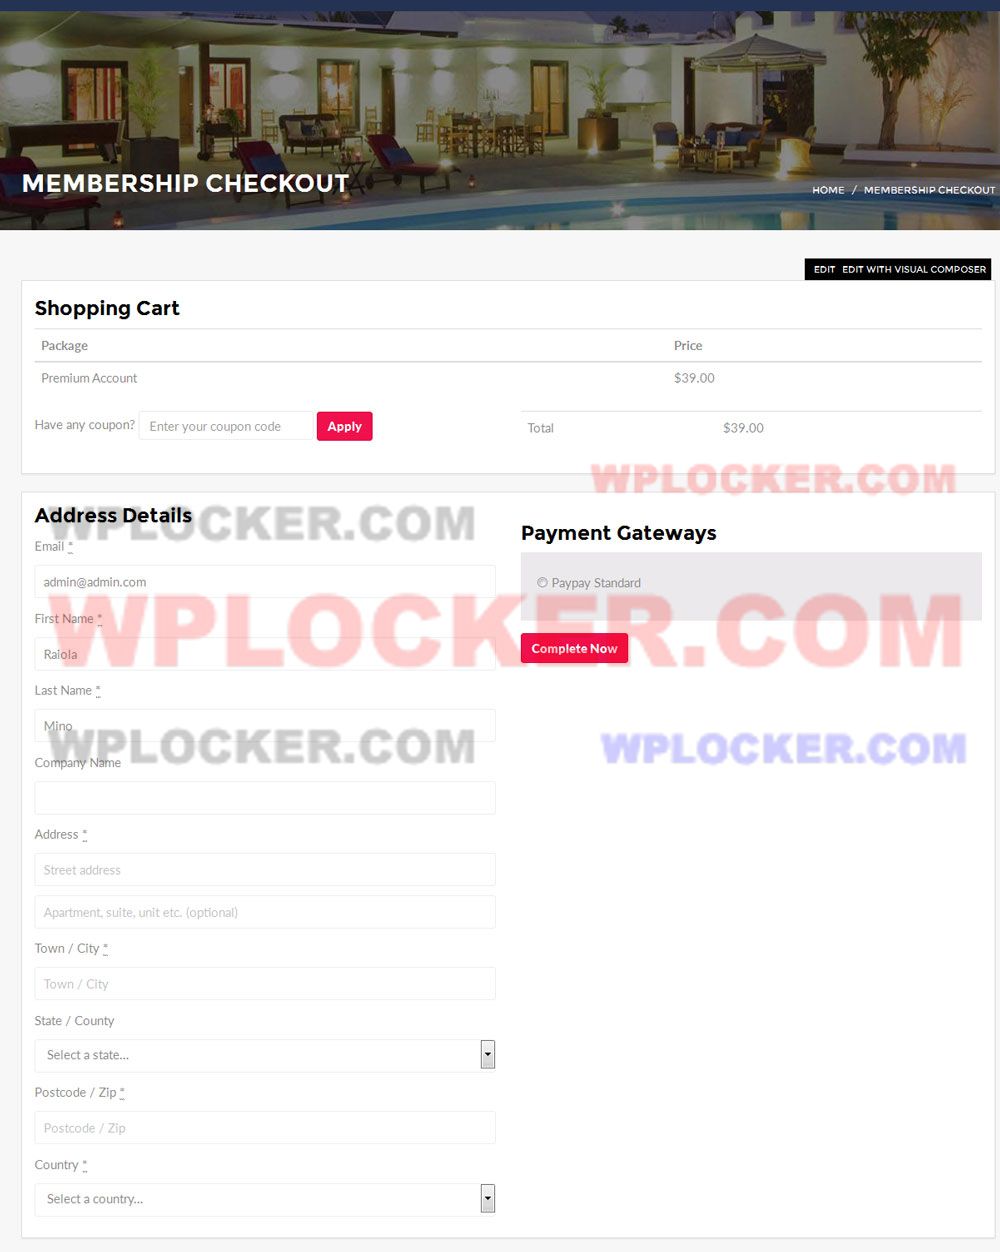 MEMBERSHIP CHECKOUT
HOME / MEMBERSHIP CHECKOUT
EDIT EDIT WITH VISUAL COMPOSER
Shopping Cart
Package Price
Premium Account $39.00
Have any coupon? Enter your coupon code Apply
Total $39.00
WPLOCKER.COM
Address Details
WPLOCKER.COM
Email *
admin@admin.com
First Name *
Raiola
Last Name *
Mino
Company Name
Address *
Street address
Apartment, suite, unit etc. (optional)
Town / City *
Town / City
State / County
Select a state...
Postcode / Zip *
Postcode / Zip
Country *
Select a country...
Payment Gateways
Paypay Standard
Complete Now
WPLOCKER.COM
WPLOCKER.COM
WPLOCKER.COM